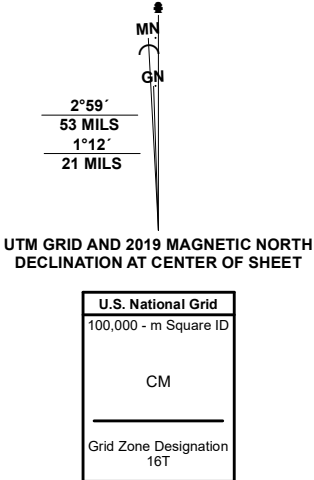 MN
GN
2°59´
53 MILS
1°12´
21 MILS
UTM GRID AND 2019 MAGNETIC NORTH
DECLINATION AT CENTER OF SHEET
U.S. National Grid
100,000 - m Square ID
CM
Grid Zone Designation
16T